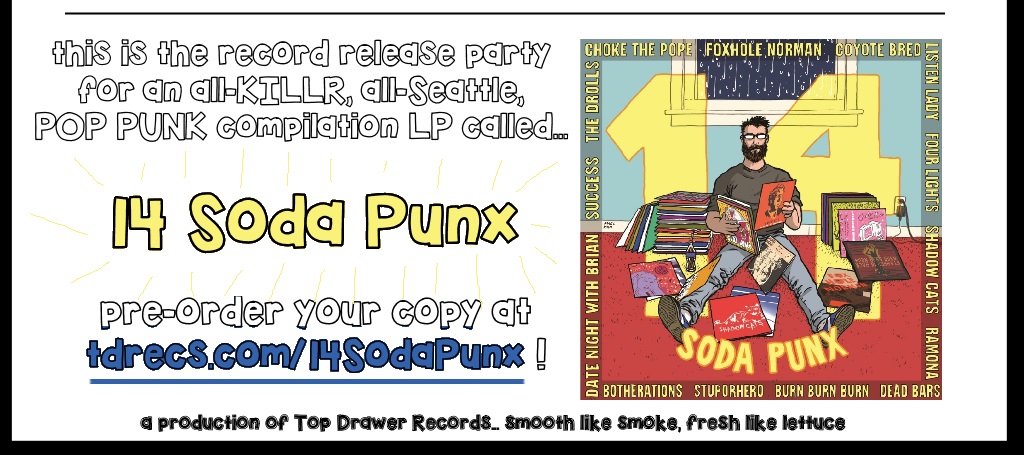 this is the record release party
for an all-KILLR, all-Seattle,
POP PUNK compilation LP called...
14 Soda Punx
pre-order your copy at
tdrecs.com/14SodaPunx !
CHOKE THE POPE FOXHOLE NORMAN COYOTE BRED
LISTEN LADY FOUR LIGHTS SHADOW CATS RAMONA
DATE NIGHT WITH BRIAN SUCCESS THE DROLLS
14
SHADOW CATS
SODA PUNX
BOTHERATIONS STUPORHERO BURN BURN BURN DEAD BARS
a production of Top Drawer Records... smooth like smoke, fresh like lettuce